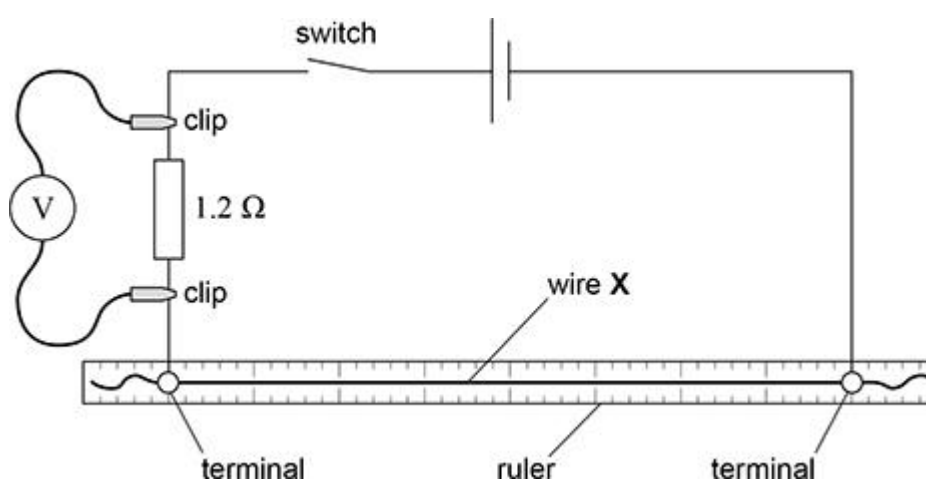 switch
clip
V
1.2 Ω
clip
wire X
terminal
ruler
terminal